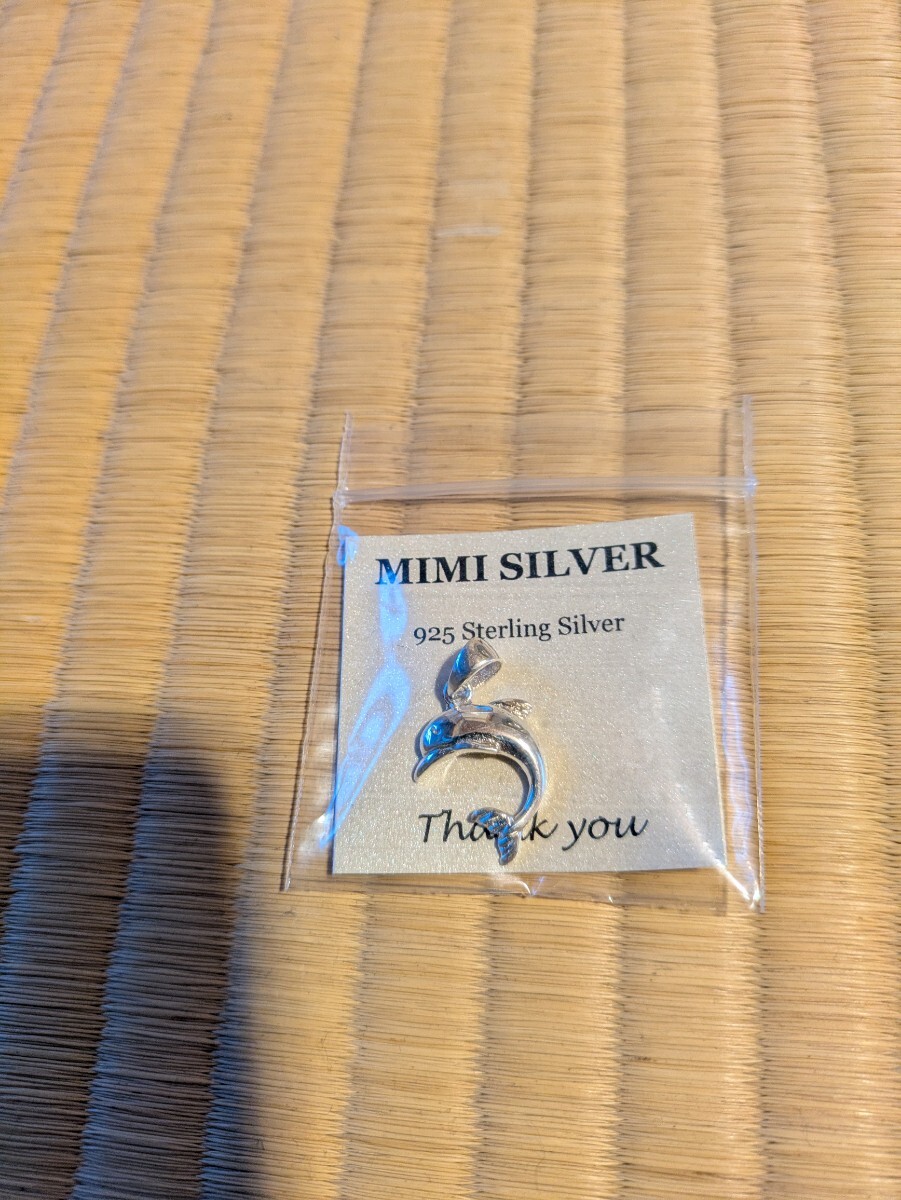 MIMI SILVER
925 Sterling Silver
Thank you